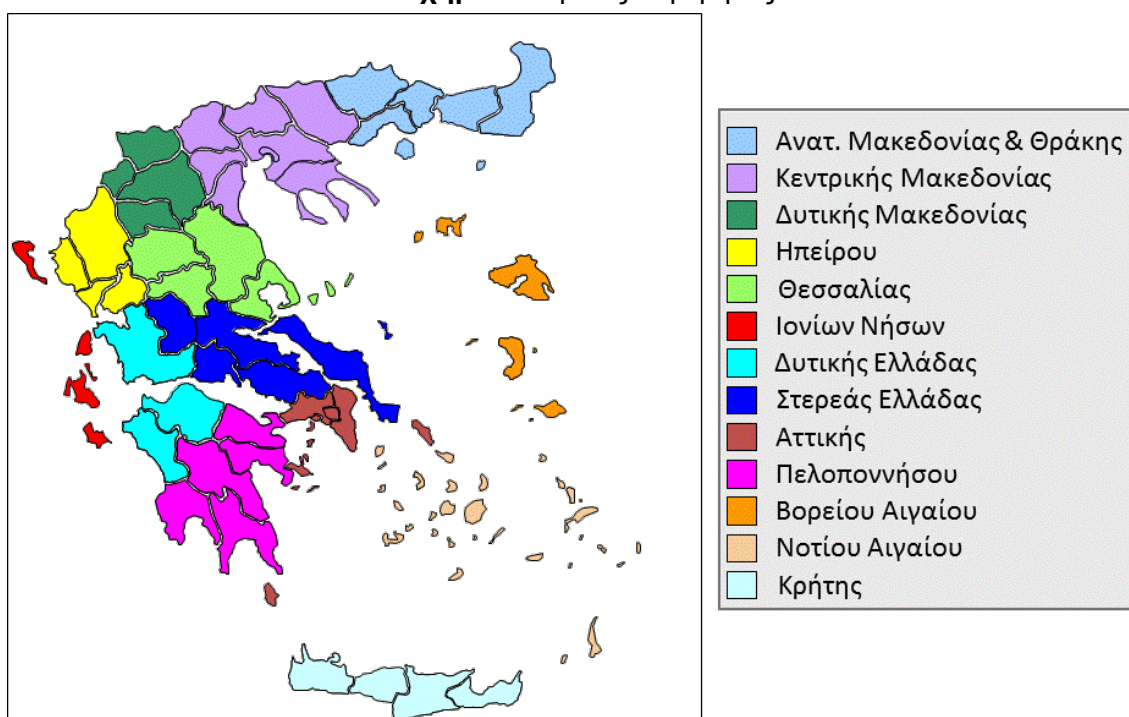 Ανατ. Μακεδονίας & Θράκης
Κεντρικής Μακεδονίας
Δυτικής Μακεδονίας
Ηπείρου
Θεσσαλίας
Ιονίων Νήσων
Δυτικής Ελλάδας
Στερεάς Ελλάδας
Αττικής
Πελοποννήσου
Βορείου Αιγαίου
Νοτίου Αιγαίου
Κρήτης